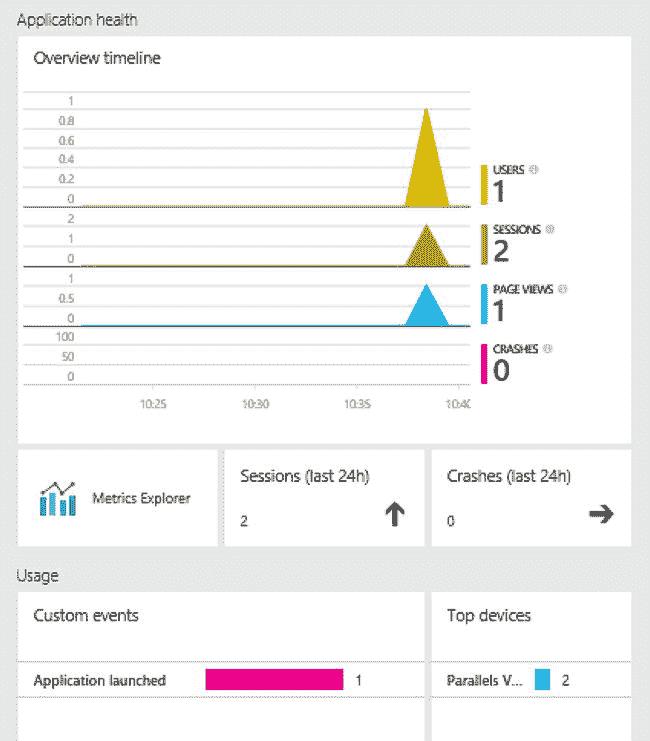 Application health
Overview timeline
1
0.8
0.6
0.4
0.2
0
USERS
1
2
1
0
SESSIONS
2
1
0.5
0
PAGE VIEWS
1
100
50
0
CRASHES
0
10:25 10:30 10:35 10:40
Metrics Explorer
Sessions (last 24h)
2
Crashes (last 24h)
0
Usage
Custom events
Top devices
Application launched 1
Parallels V... 2